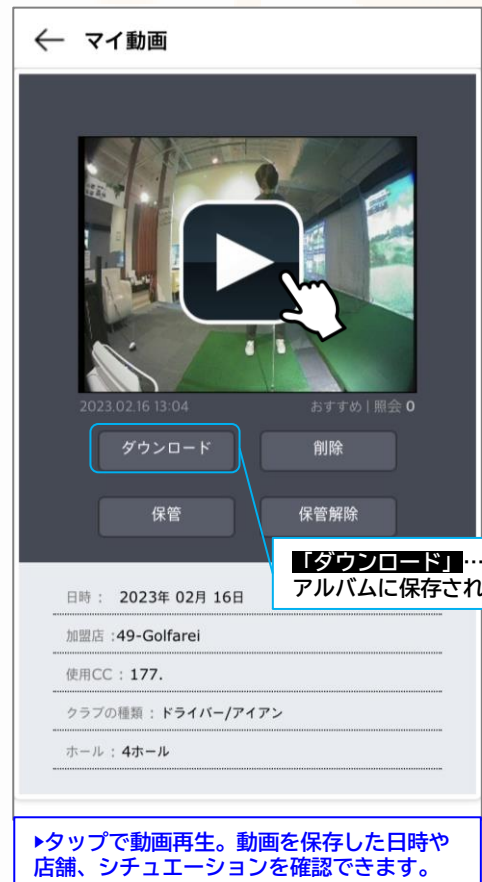 ← マイ動画
2023.02.16 13:04 おすすめ | 照会 0
ダウンロード 削除
保管 保管解除
「ダウンロード」…
アルバムに保存され
日時 : 2023年 02月 16日
加盟店 :49-Golfarei
使用CC : 177.
クラブの種類 : ドライバー/アイアン
ホール : 4ホール
▶タップで動画再生。動画を保存した日時や
店舗、シチュエーションを確認できます。